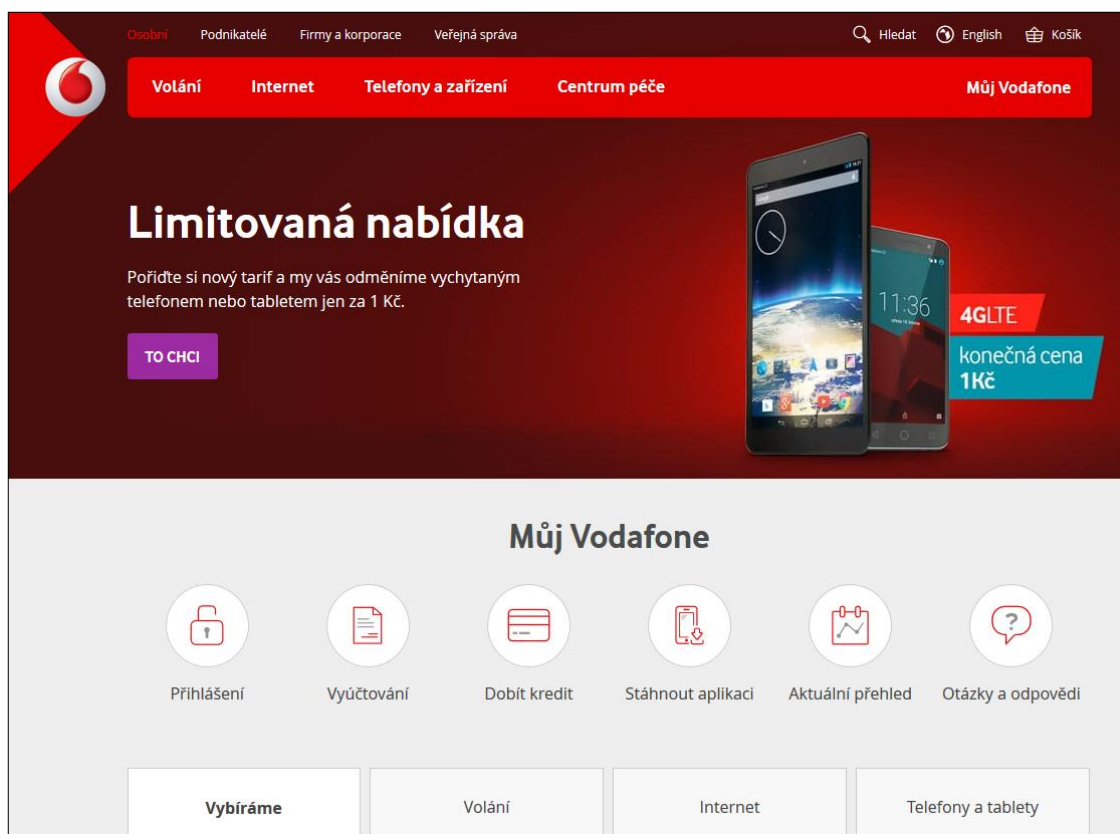 Osobní Podnikatelé Firmy a korporace Veřejná správa Hledat English Košík
Volání Internet Telefony a zařízení Centrum péče Můj Vodafone
Limitovaná nabídka
Pořiďte si nový tarif a my vás odměníme vychytaným
telefonem nebo tabletem jen za 1 Kč.
TO CHCI
11:36
4GLTE
konečná cena
1Kč
Můj Vodafone
Přihlášení Vyúčtování Dobít kredit Stáhnout aplikaci Aktuální přehled Otázky a odpovědi
Vybíráme Volání Internet Telefony a tablety